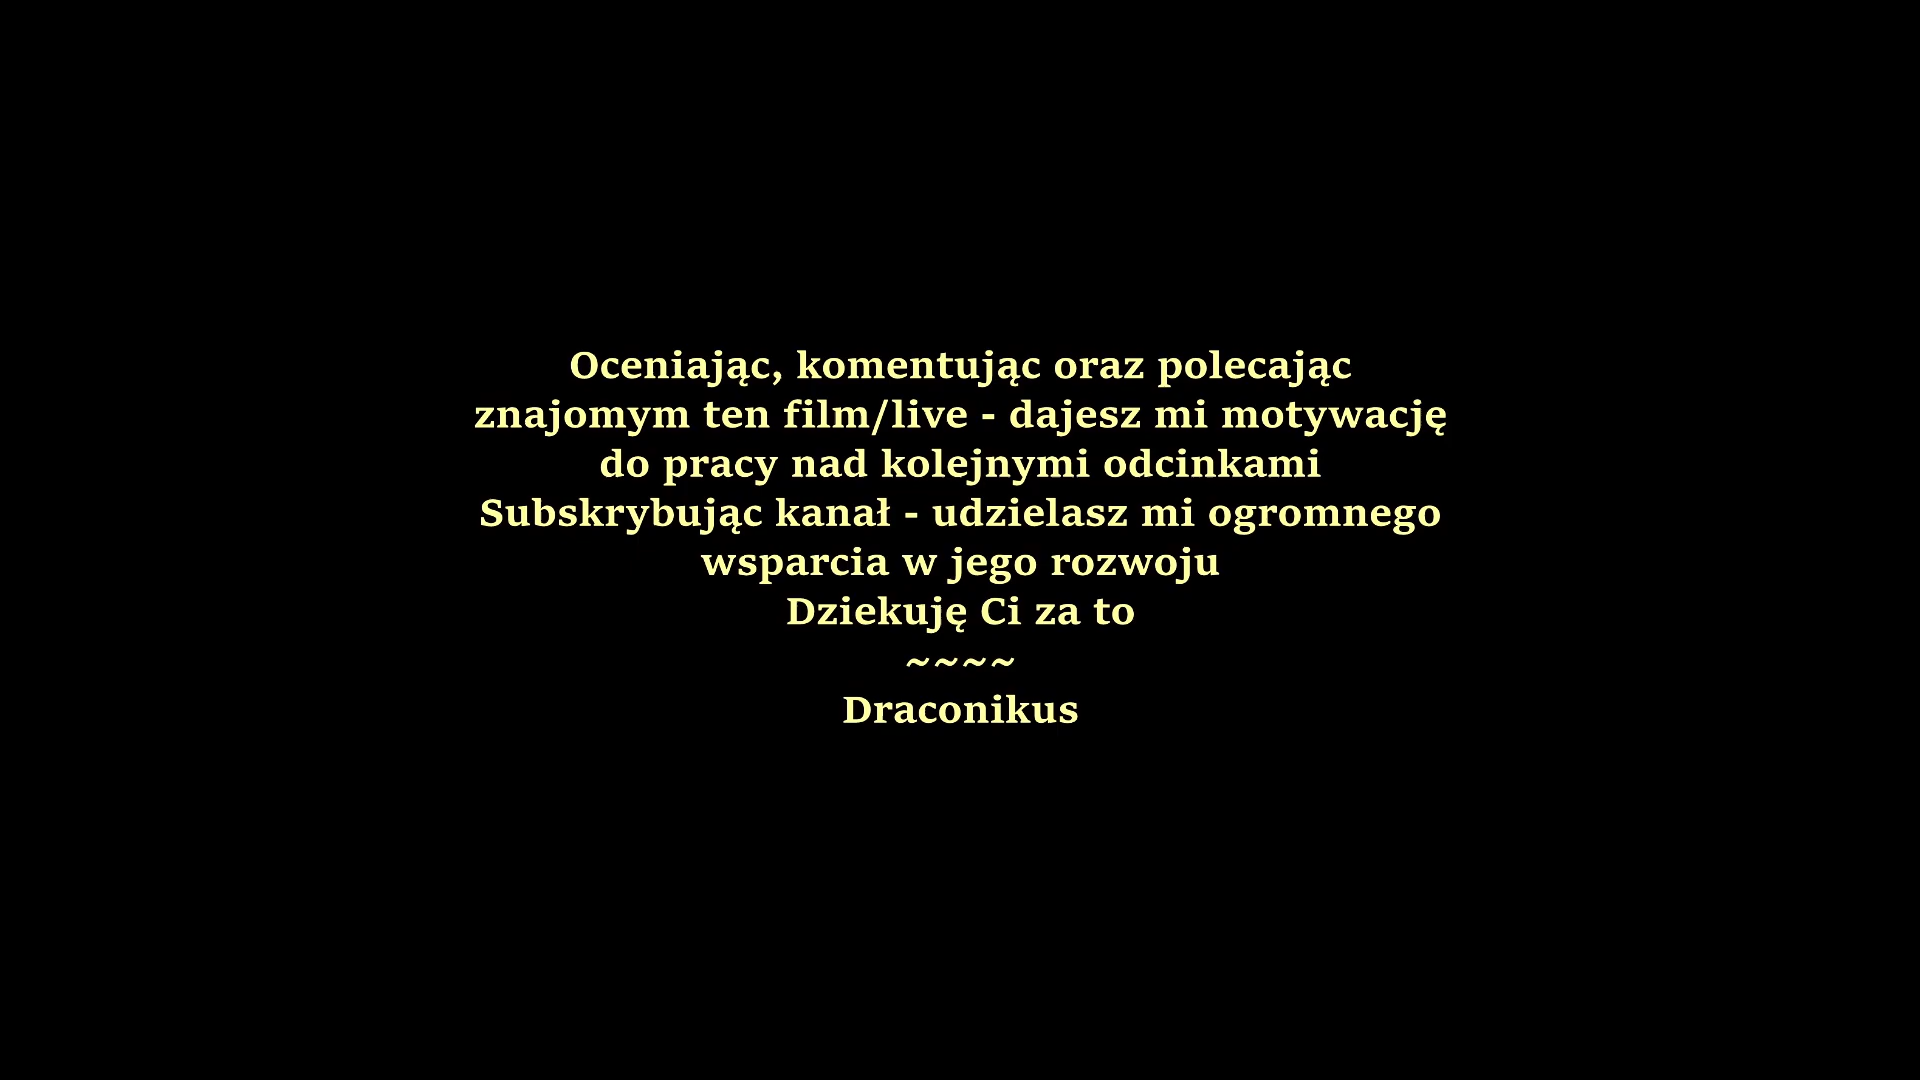 Oceniając, komentując oraz polecając
znajomym ten film/live - dajesz mi motywację
do pracy nad kolejnymi odcinkami
Subskrybując kanał - udzielasz mi ogromnego
wsparcia w jego rozwoju
Dziekuję Ci za to
~~~~
Draconikus